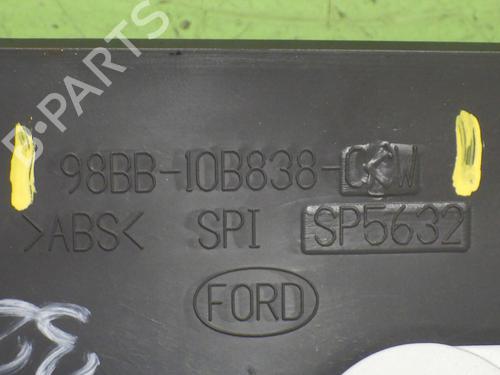 B-PARTS
98BB-10B838-CKW
>ABS< SPI SP5632
FORD